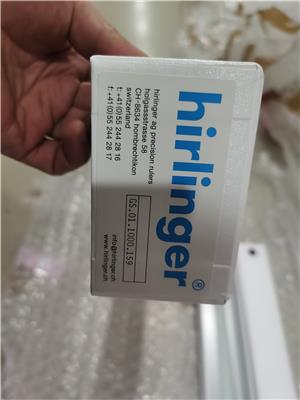 hirlinger®
hirlinger ag precision rulers
holgassstrasse 58
CH-8634 hombrechtikon
switzerland
t:+41(0)55 244 28 16
f:+41(0)55 244 28 17
GS.01.1000.159
info@hirlinger.ch
www.hirlinger.ch